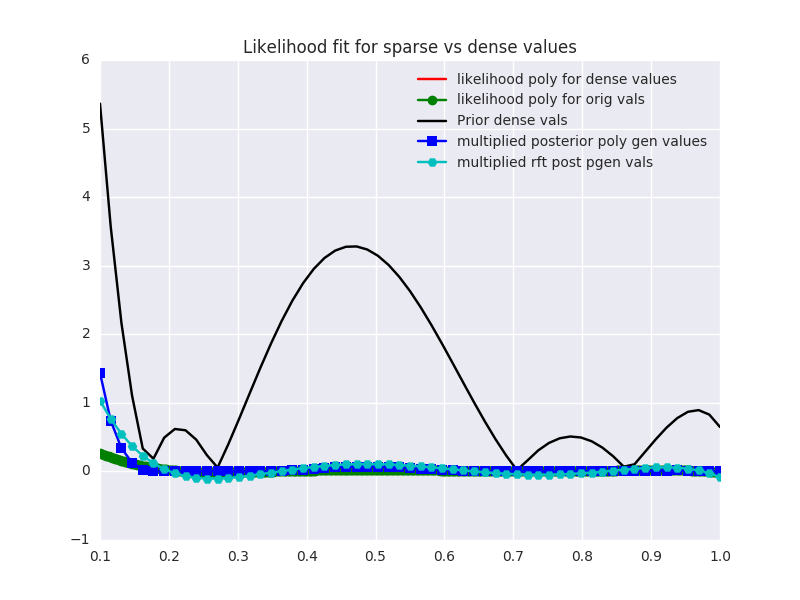 Likelihood fit for sparse vs dense values
likelihood poly for dense values
likelihood poly for orig vals
Prior dense vals
multiplied posterior poly gen values
multiplied rft post pgen vals
6
5
4
3
2
1
0
−1
0.1 0.2 0.3 0.4 0.5 0.6 0.7 0.8 0.9 1.0